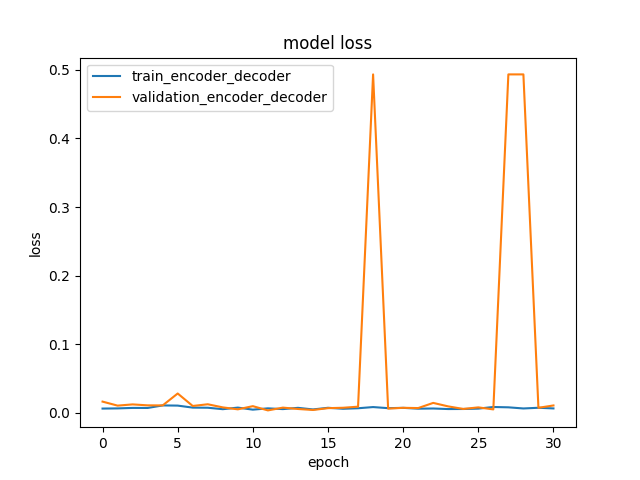 model loss
train_encoder_decoder
validation_encoder_decoder
0.5
0.4
0.3
0.2
0.1
0.0
loss
0 5 10 15 20 25 30
epoch